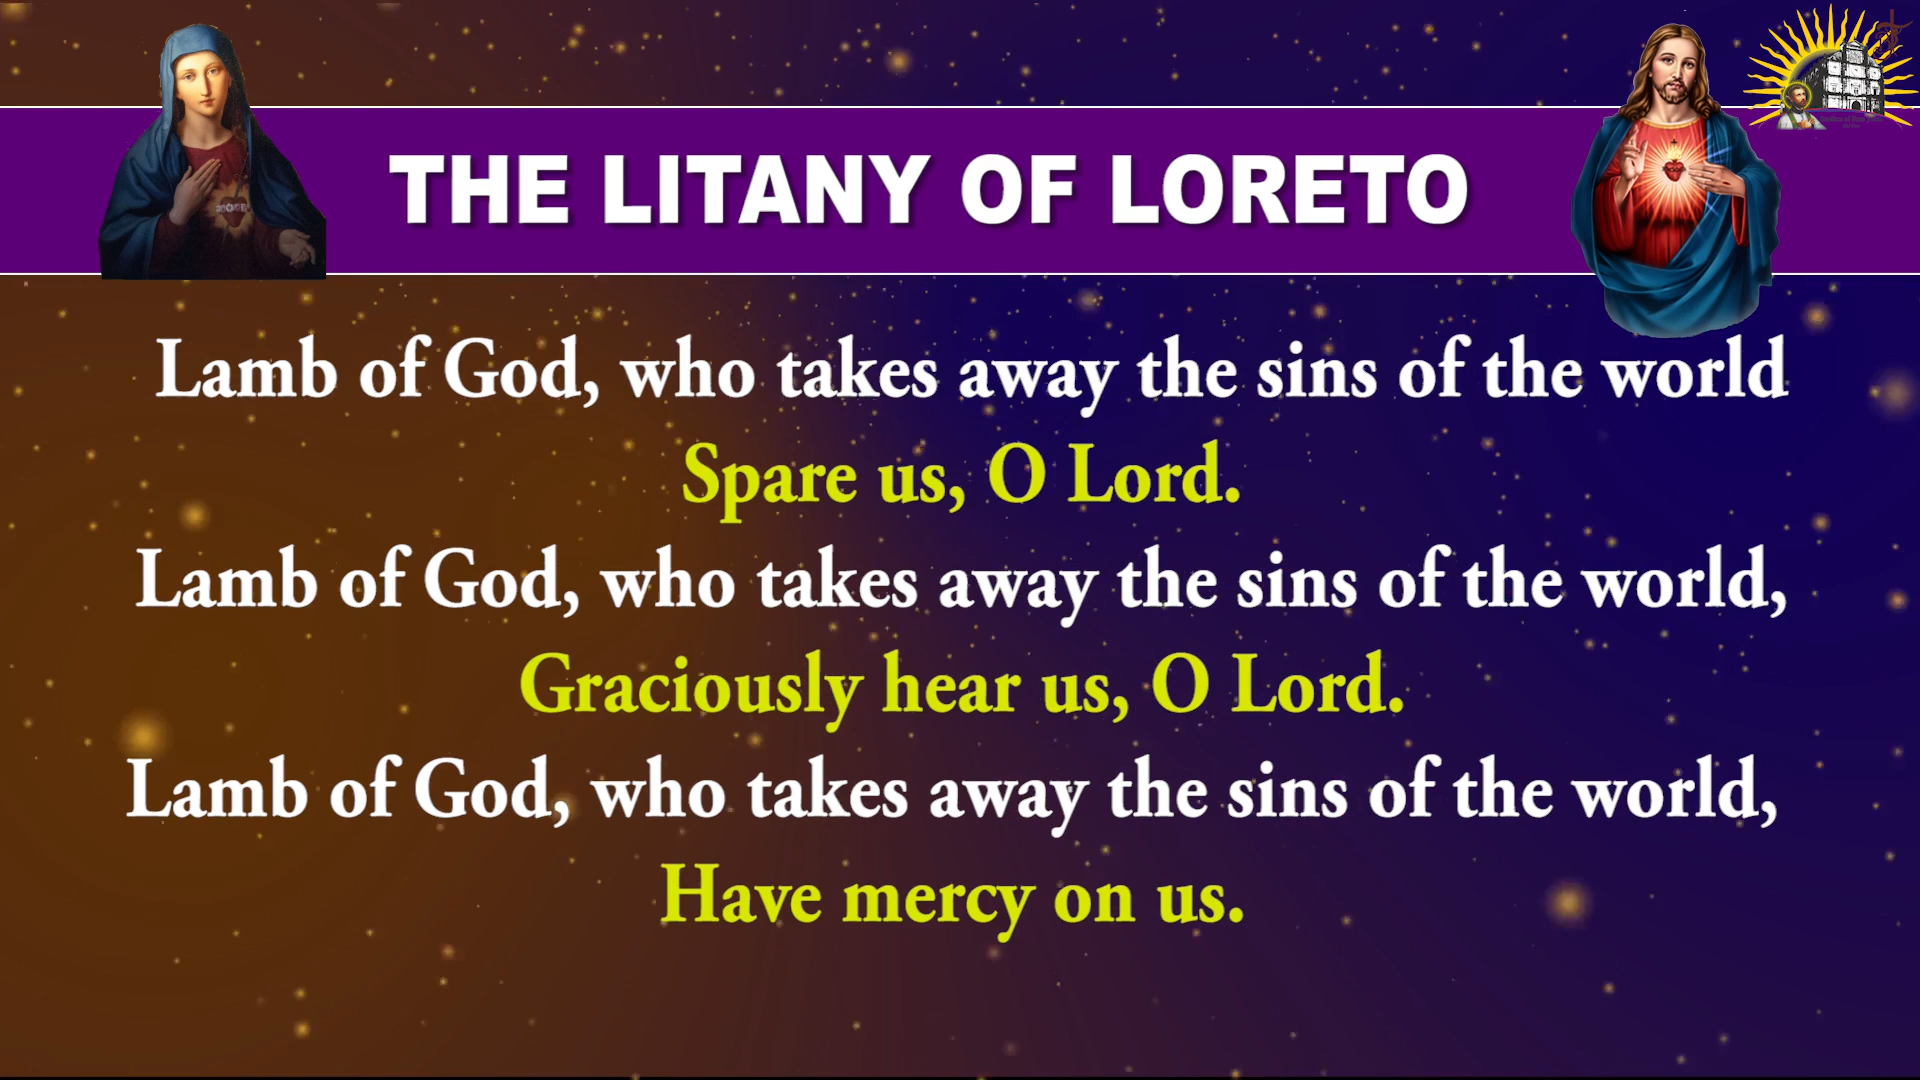 THE LITANY OF LORETO
Lamb of God, who takes away the sins of the world
Spare us, O Lord.
Lamb of God, who takes away the sins of the world,
Graciously hear us, O Lord.
Lamb of God, who takes away the sins of the world,
Have mercy on us.